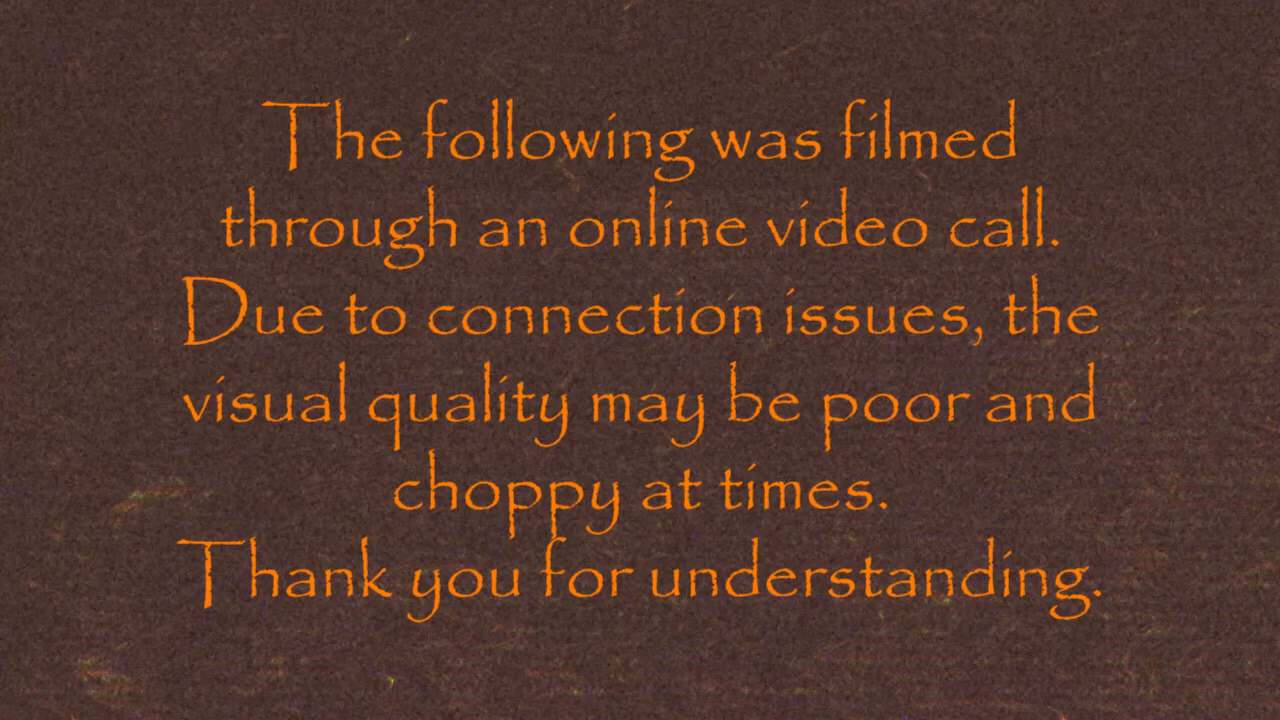 The following was filmed
through an online video call.
Due to connection issues, the
visual quality may be poor and
choppy at times.
Thank you for understanding.